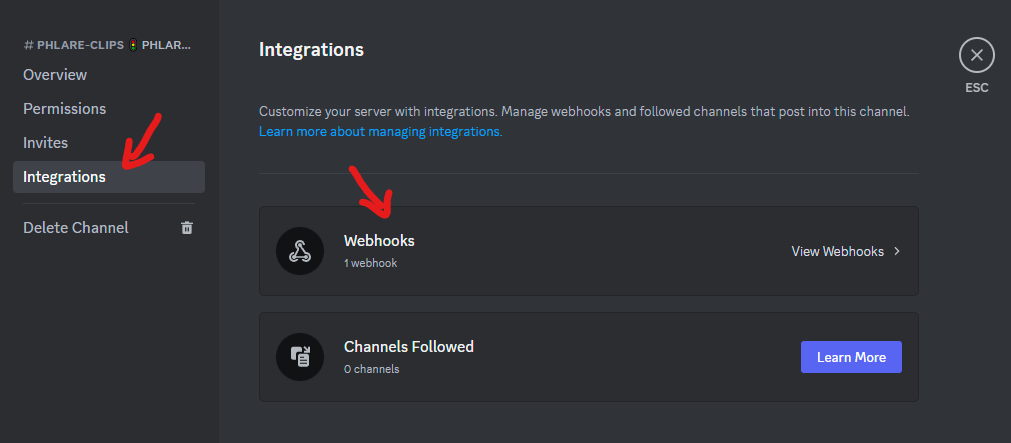 # PHLARE-CLIPS🚦PHLAR...
Overview
Permissions
Invites
Integrations
Delete Channel
Integrations
Customize your server with integrations. Manage webhooks and followed channels that post into this channel.
Learn more about managing integrations.
Webhooks
1 webhook
View Webhooks
Channels Followed
0 channels
Learn More
ESC